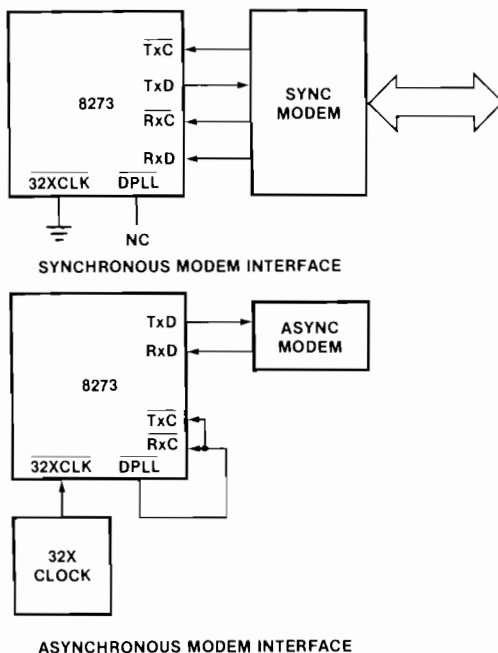 TxC
TxD
8273
RxC
SYNC
MODEM
RxD
32XCLK
DPLL
NC
SYNCHRONOUS MODEM INTERFACE
TxD
RxD
ASYNC
MODEM
8273
TxC
RxC
32XCLK
DPLL
32X
CLOCK
ASYNCHRONOUS MODEM INTERFACE